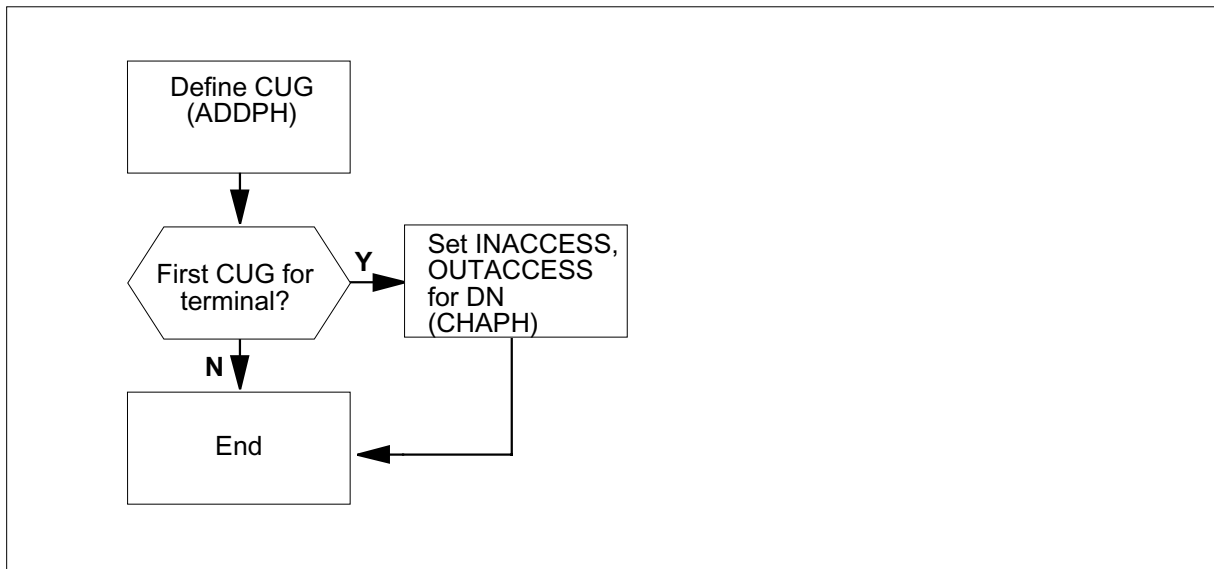 Define CUG
(ADDPH)
First CUG for
terminal?
Y
Set INACCESS,
OUTACCESS
for DN
(CHAPH)
N
End